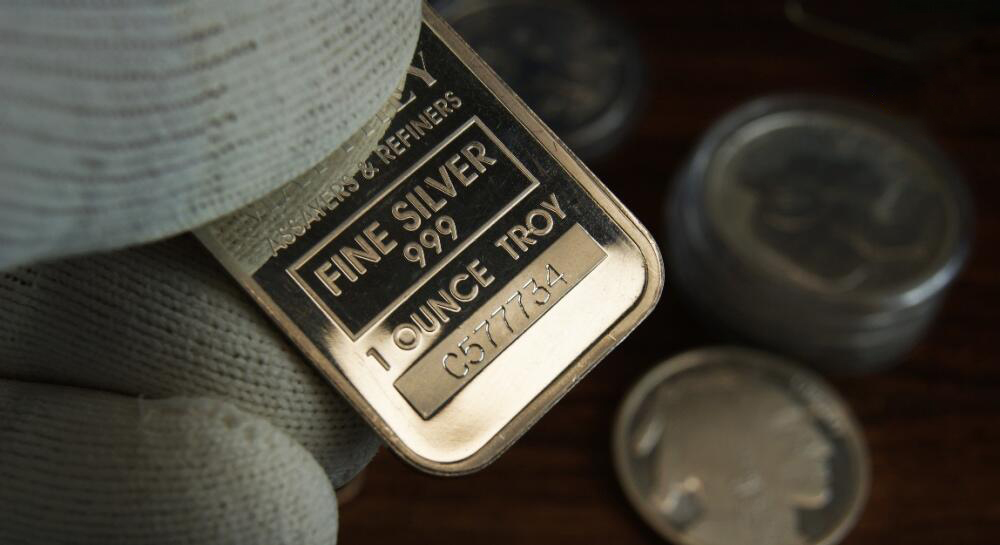 ASSAYERS & REFINERS
FINE SILVER
999
1 OUNCE TROY
C577734